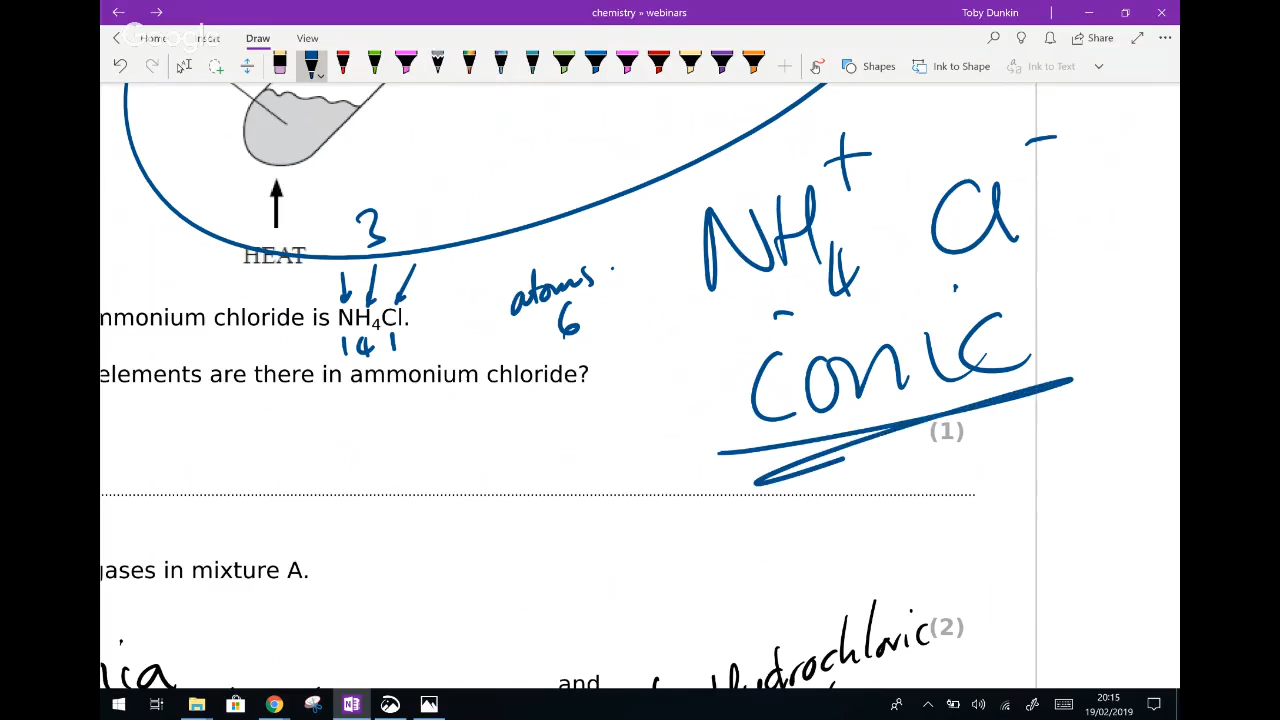 chemistry » webinars
Toby Dunkin
Google
Home
Insert
Draw
View
Share
Shapes
Ink to Shape
Ink to Text
HEAT
3
NH4+ Cl-
atoms
6
mmonium chloride is NH₄Cl.
1 4 1
elements are there in ammonium chloride?
ionic
(1)
gases in mixture A.
(2)
nia
and
Hydrochloric
20:15
19/02/2019